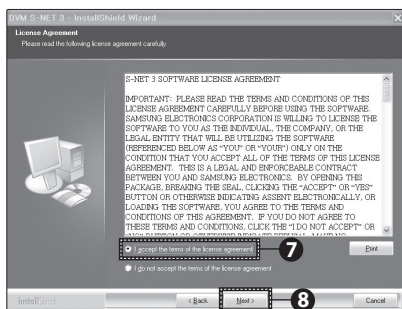 DVM S-NET 3 - InstallShield Wizard
License Agreement
Please read the following license agreement carefully.
S-NET 3 SOFTWARE LICENSE AGREEMENT
IMPORTANT: PLEASE READ THE TERMS AND CONDITIONS OF THIS
LICENSE AGREEMENT CAREFULLY BEFORE USING THE SOFTWARE.
SAMSUNG ELECTRONICS CORPORATION IS WILLING TO LICENSE THE
SOFTWARE TO YOU AS THE INDIVIDUAL, THE COMPANY, OR THE
LEGAL ENTITY THAT WILL BE UTILIZING THE SOFTWARE
(REFERENCED BELOW AS "YOU" OR "YOUR") ONLY ON THE
CONDITION THAT YOU ACCEPT ALL OF THE TERMS OF THIS LICENSE
AGREEMENT. THIS IS A LEGAL AND ENFORCEABLE CONTRACT
BETWEEN YOU AND SAMSUNG ELECTRONICS. BY OPENING THIS
PACKAGE, BREAKING THE SEAL, CLICKING THE "ACCEPT" OR "YES"
BUTTON OR OTHERWISE INDICATING ASSENT ELECTRONICALLY, OR
LOADING THE SOFTWARE, YOU AGREE TO THE TERMS AND
CONDITIONS OF THIS AGREEMENT. IF YOU DO NOT AGREE TO
THESE TERMS AND CONDITIONS, CLICK THE "I DO NOT ACCEPT" OR
I accept the terms of the license agreement
7
Print
I do not accept the terms of the license agreement
InstallShield
< Back
Next >
8
Cancel